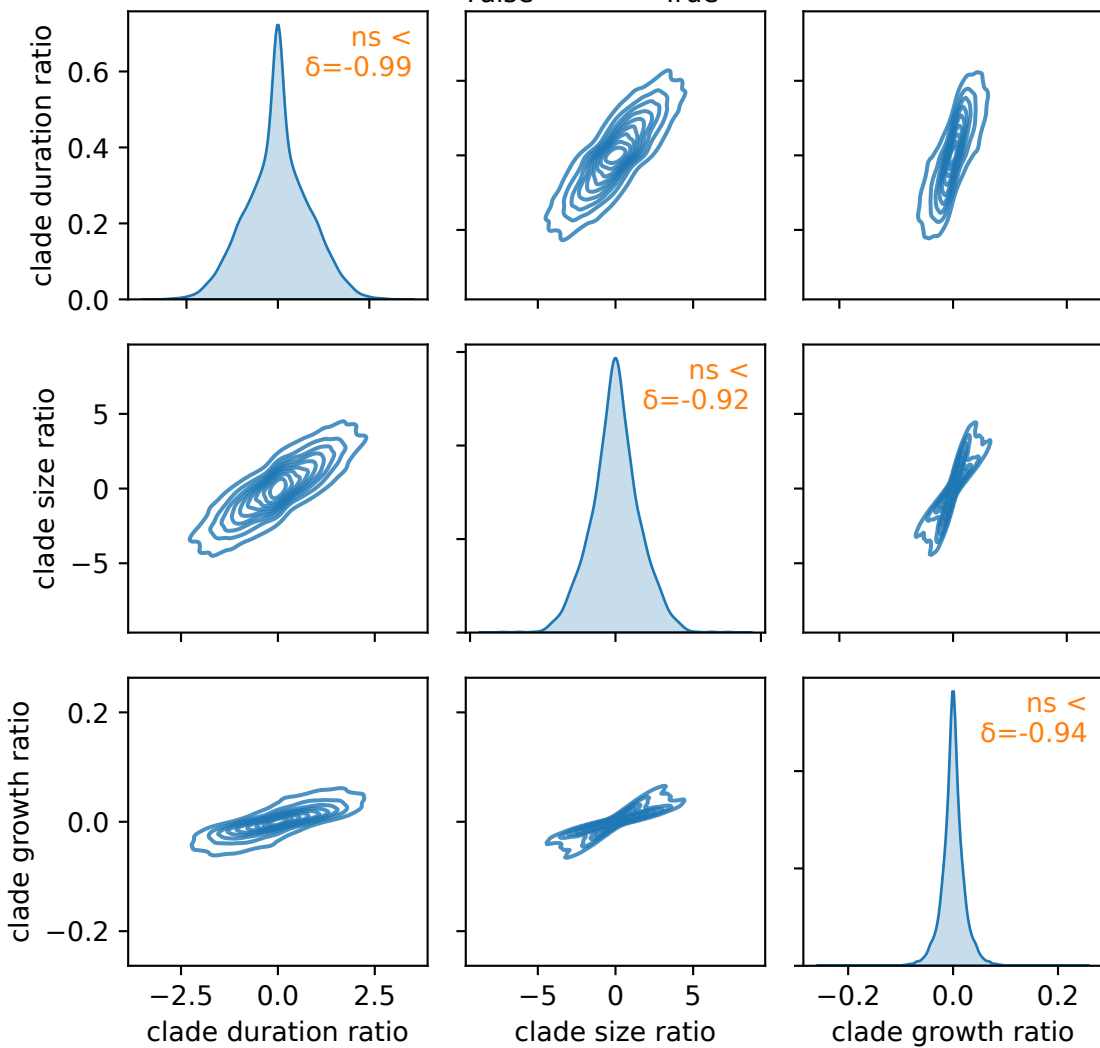 clade duration ratio
0.6
0.4
0.2
0.0
ns <
δ=-0.99
clade size ratio
5
0
−5
ns <
δ=-0.92
clade growth ratio
0.2
0.0
−0.2
ns <
δ=-0.94
−2.5 0.0 2.5
−5 0 5
−0.2 0.0 0.2
clade duration ratio
clade size ratio
clade growth ratio